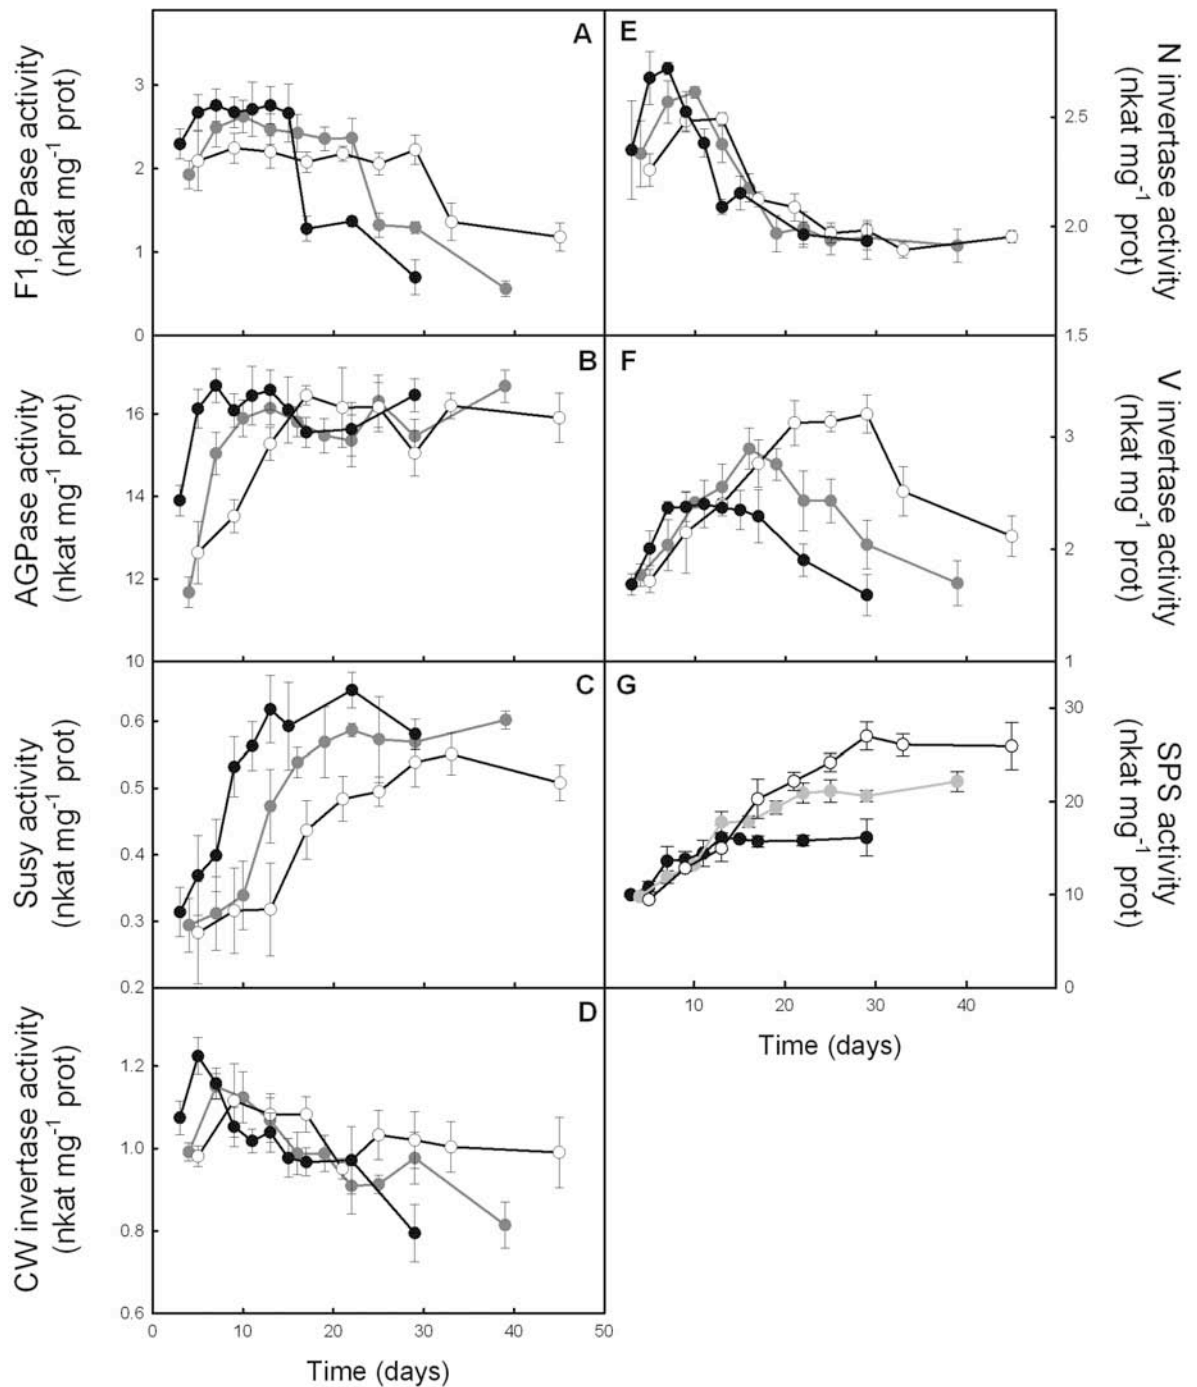 A
F1,6BPase activity
(nkat mg-1 prot)
3
2
1
0
E
N invertase activity
(nkat mg-1 prot)
2.5
2.0
1.5
B
AGPase activity
(nkat mg-1 prot)
16
14
12
10
F
V invertase activity
(nkat mg-1 prot)
3
2
1
C
Susy activity
(nkat mg-1 prot)
0.6
0.5
0.4
0.3
0.2
G
SPS activity
(nkat mg-1 prot)
30
20
10
0
10 20 30 40
Time (days)
D
CW invertase activity
(nkat mg-1 prot)
1.2
1.0
0.8
0.6
0 10 20 30 40 50
Time (days)